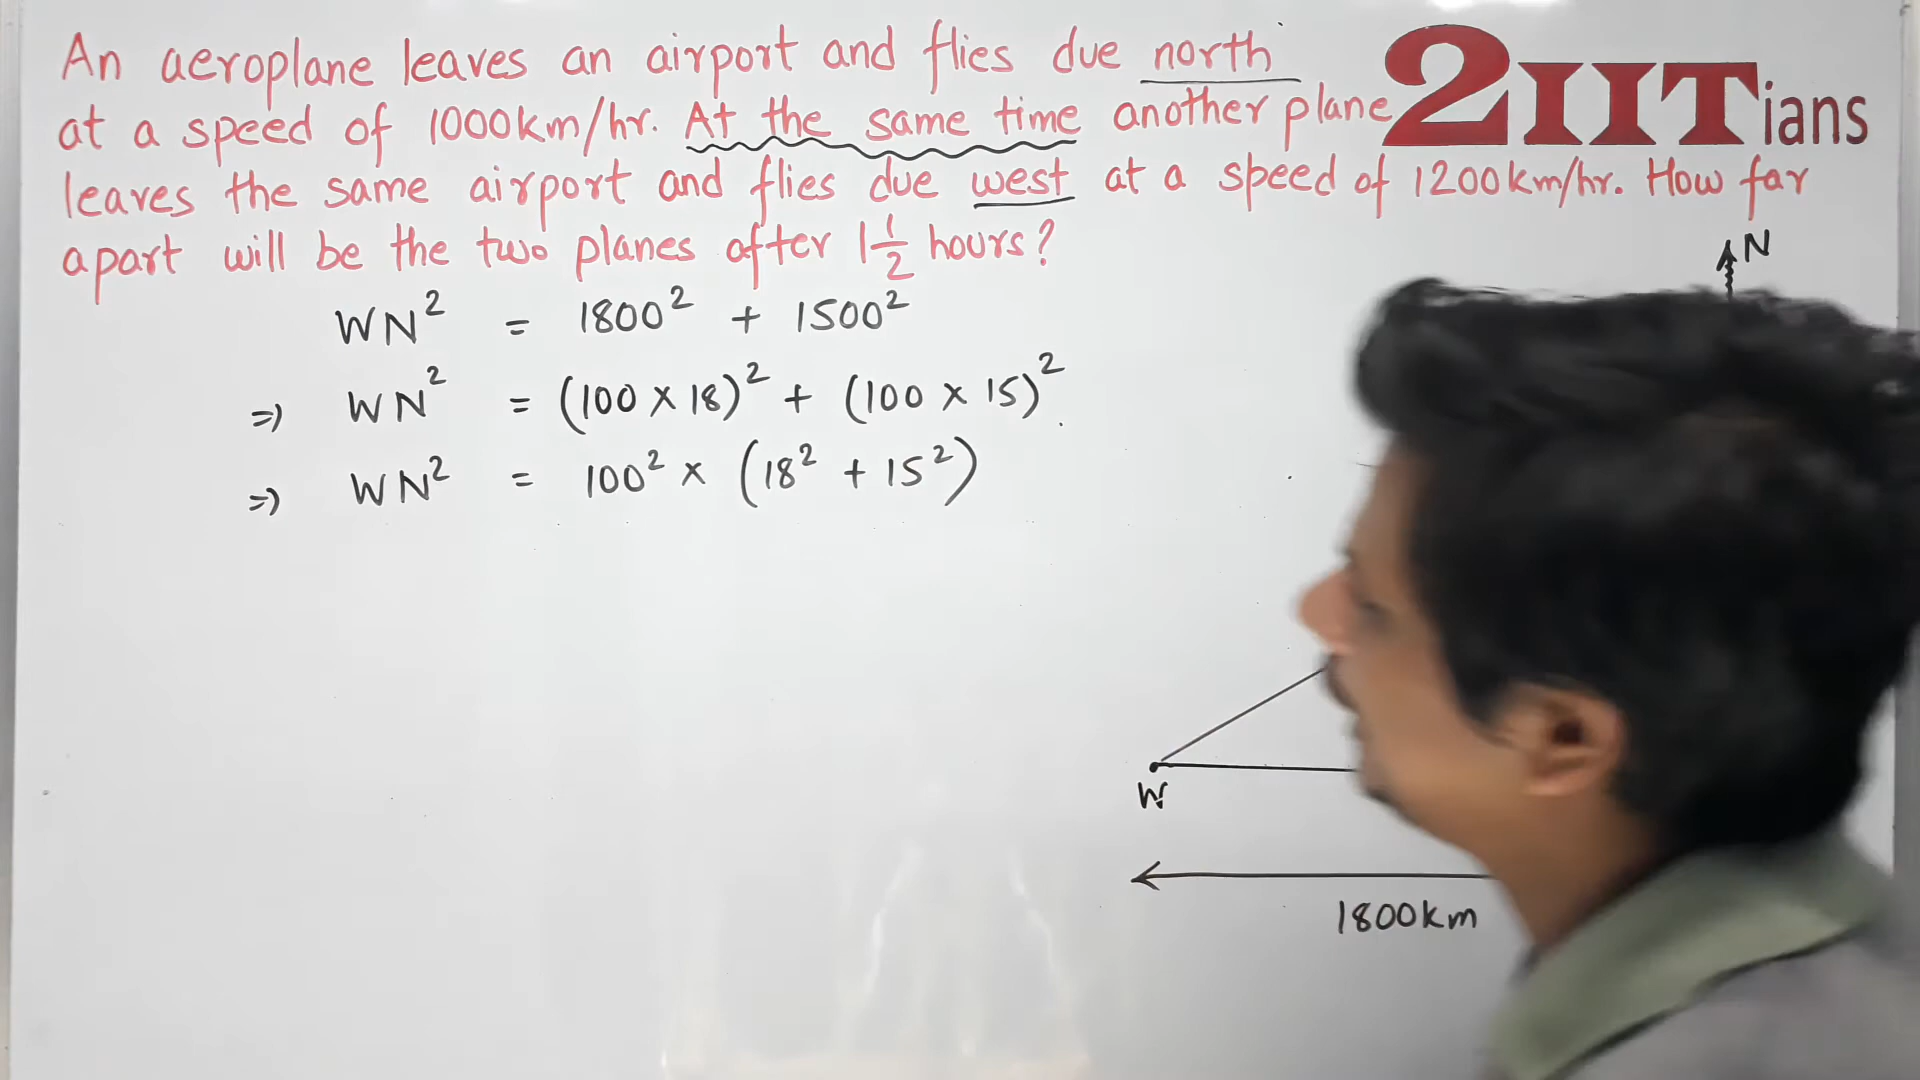 An aeroplane leaves an airport and flies due north
at a speed of 1000km/hr. At the same time another plane
2IITians
leaves the same airport and flies due west at a speed of 1200km/hr. How far
apart will be the two planes after 1 1/2 hours?
N
WN² = 1800² + 1500²
=) WN² = (100 × 18)² + (100 × 15)²
=) WN² = 100² × (18² + 15²)
W
1800km